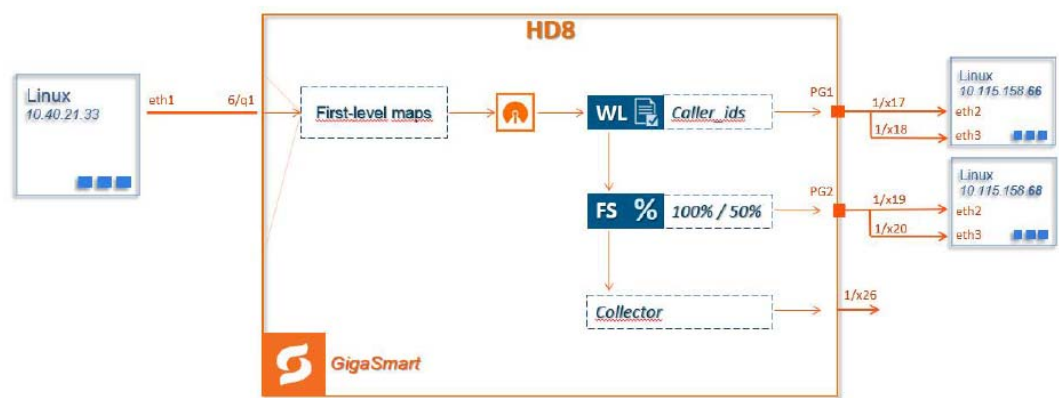 HD8
Linux
10.40.21.33
eth1
6/q1
First-level maps
WL
Caller_ids
PG1
1/x17
1/x18
Linux
10.115.158.66
eth2
eth3
FS % 100% / 50%
PG2
1/x19
1/x20
Linux
10.115.158.68
eth2
eth3
Collector
1/x26
GigaSmart